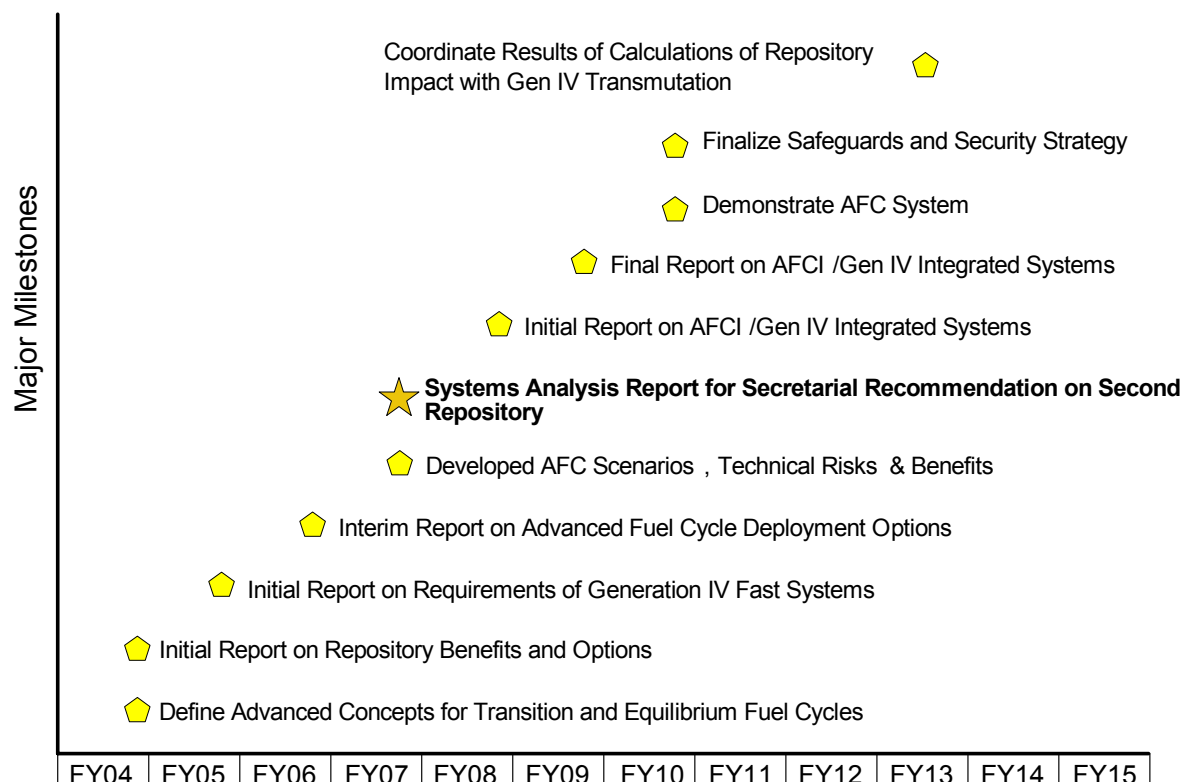 Coordinate Results of Calculations of Repository
Impact with Gen IV Transmutation
Finalize Safeguards and Security Strategy
Demonstrate AFC System
Final Report on AFCI /Gen IV Integrated Systems
Initial Report on AFCI /Gen IV Integrated Systems
Major Milestones
Systems Analysis Report for Secretarial Recommendation on Second
Repository
Developed AFC Scenarios , Technical Risks & Benefits
Interim Report on Advanced Fuel Cycle Deployment Options
Initial Report on Requirements of Generation IV Fast Systems
Initial Report on Repository Benefits and Options
Define Advanced Concepts for Transition and Equilibrium Fuel Cycles
FY04 FY05 FY06 FY07 FY08 FY09 FY10 FY11 FY12 FY13 FY14 FY15